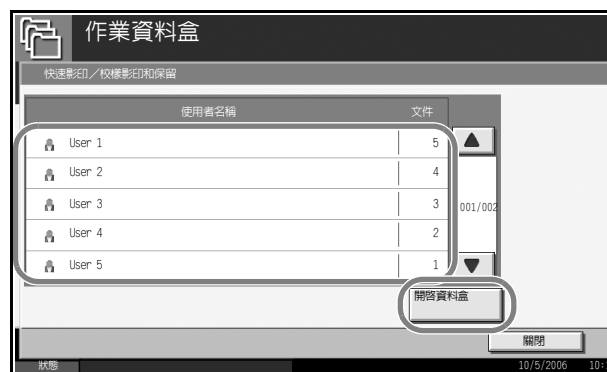 作業資料盒
快速影印／校樣影印和保留
使用者名稱 文件
User 1 5
User 2 4
User 3 3
001/002
User 4 2
User 5 1
開啓資料盒
關閉
狀態 10/5/2006 10: